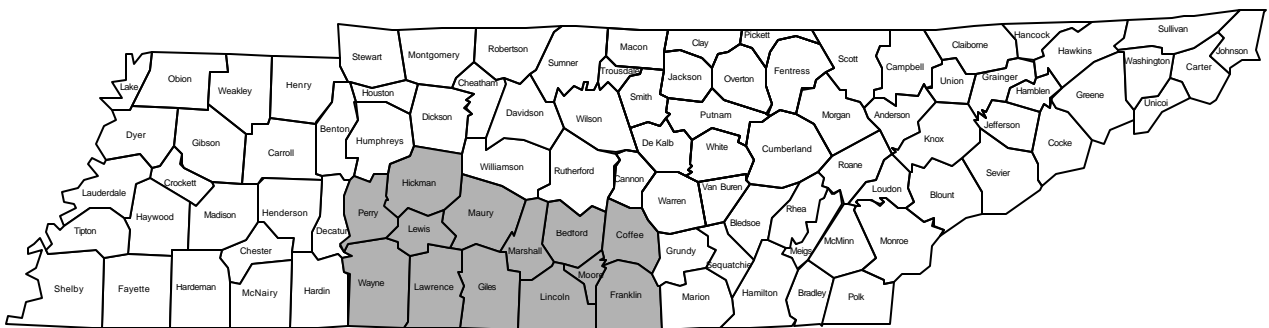 Stewart
Montgomery
Robertson
Sumner
Macon
Trousdale
Clay
Pickett
Scott
Campbell
Claiborne
Hancock
Hawkins
Sullivan
Johnson
Lake
Obion
Weakley
Henry
Houston
Cheatham
Smith
Jackson
Overton
Fentress
Union
Grainger
Hamblen
Greene
Washington
Carter
Unicoi
Dyer
Gibson
Carroll
Benton
Humphreys
Dickson
Davidson
Wilson
De Kalb
Putnam
White
Cumberland
Morgan
Anderson
Knox
Jefferson
Cocke
Lauderdale
Crockett
Haywood
Madison
Henderson
Decatur
Perry
Hickman
Williamson
Rutherford
Cannon
Warren
Van Buren
Bledsoe
Rhea
Roane
Loudon
Blount
Sevier
Tipton
Chester
Lewis
Maury
Marshall
Bedford
Coffee
Grundy
Sequatchie
Meigs
McMinn
Monroe
Shelby
Fayette
Hardeman
McNairy
Hardin
Wayne
Lawrence
Giles
Lincoln
Moore
Franklin
Marion
Hamilton
Bradley
Polk